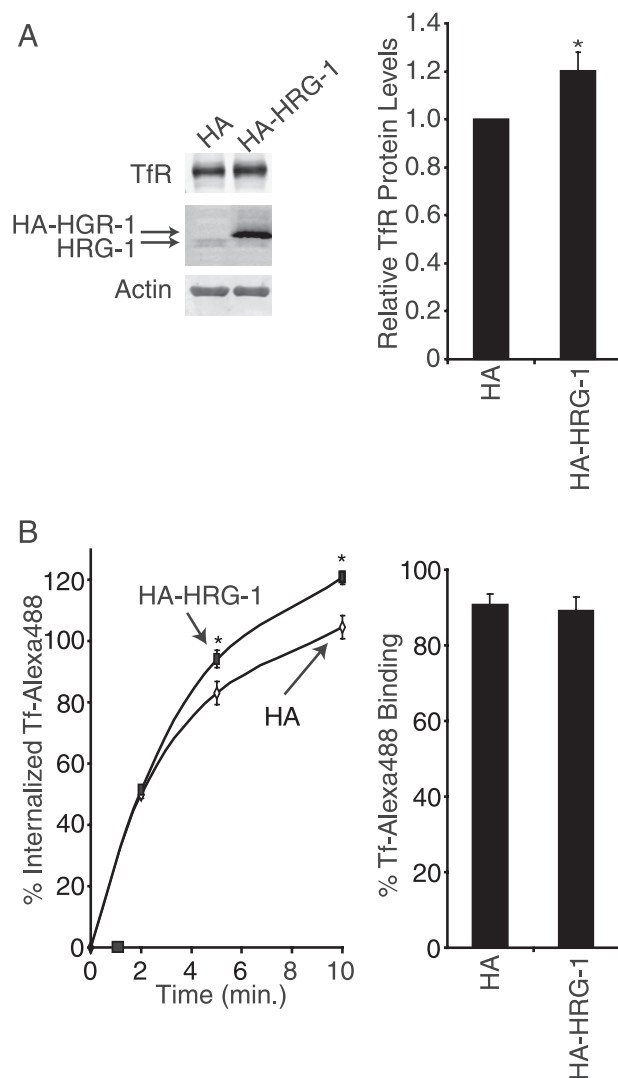 A
HA
HA-HRG-1
TfR
HA-HGR-1
HRG-1
Actin
Relative TfR Protein Levels
1.4
1.2
1.0
0.8
0.6
0.4
0.2
0
*
HA
HA-HRG-1
B
% Internalized Tf-Alexa488
120
100
80
60
40
20
0
HA-HRG-1
*
*
HA
0 2 4 6 8 10
Time (min.)
% Tf-Alexa488 Binding
100
80
60
40
20
0
HA
HA-HRG-1